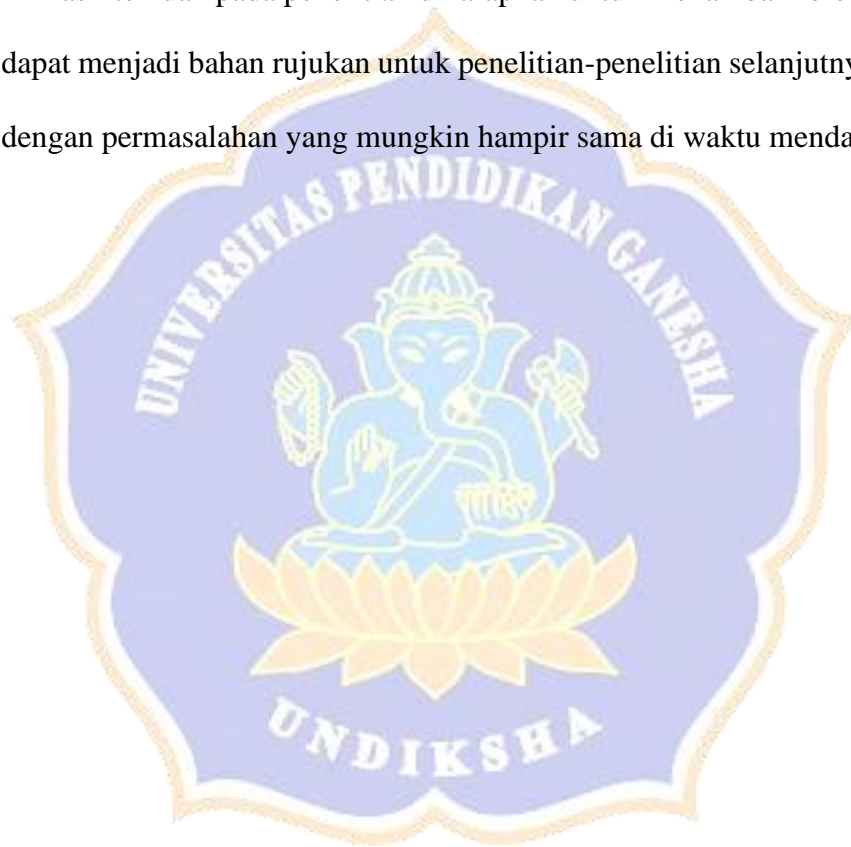 dapat menjadi bahan rujukan untuk penelitian-penelitian selanjutny
dengan permasalahan yang mungkin hampir sama di waktu menda
UNIVERSITAS PENDIDIKAN GANESHA
UNDIKSHA